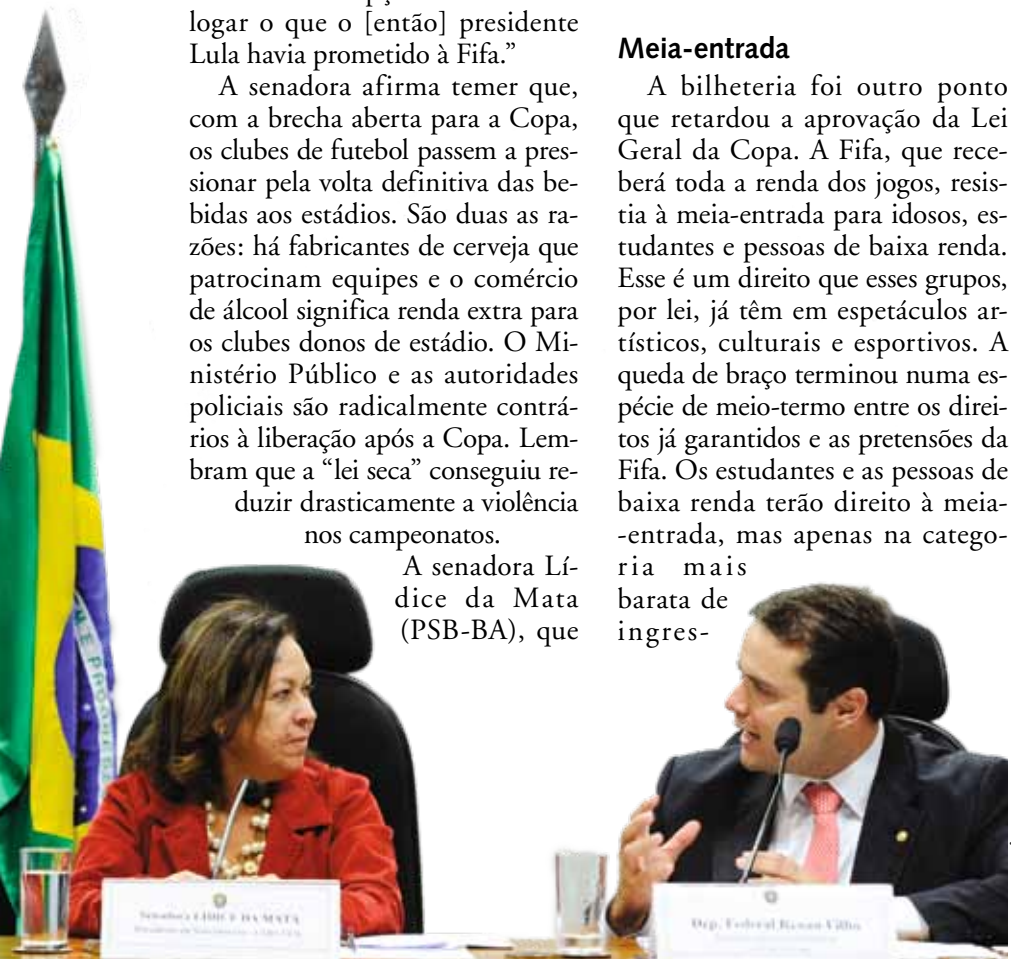 logar o que o [então] presidente
Lula havia prometido à Fifa.”
A senadora afirma temer que,
com a brecha aberta para a Copa,
os clubes de futebol passem a pres-
sionar pela volta definitiva das be-
bidas aos estádios. São duas as ra-
zões: há fabricantes de cerveja que
patrocinam equipes e o comércio
de álcool significa renda extra para
os clubes donos de estádio. O Mi-
nistério Público e as autoridades
policiais são radicalmente contrá-
rios à liberação após a Copa. Lem-
bram que a “lei seca” conseguiu re-
duzir drasticamente a violência
nos campeonatos.
A senadora Lí-
dice da Mata
(PSB-BA), que
Meia-entrada
A bilheteria foi outro ponto
que retardou a aprovação da Lei
Geral da Copa. A Fifa, que rece-
berá toda a renda dos jogos, resis-
tia à meia-entrada para idosos, es-
tudantes e pessoas de baixa renda.
Esse é um direito que esses grupos,
por lei, já têm em espetáculos ar-
tísticos, culturais e esportivos. A
queda de braço terminou numa es-
pécie de meio-termo entre os direi-
tos já garantidos e as pretensões da
Fifa. Os estudantes e as pessoas de
baixa renda terão direito à meia-
-entrada, mas apenas na catego-
ria mais
barata de
ingres-
E PROGRES
Senadora LÍDICE DA MATA
Dep. Federal Renan Filho